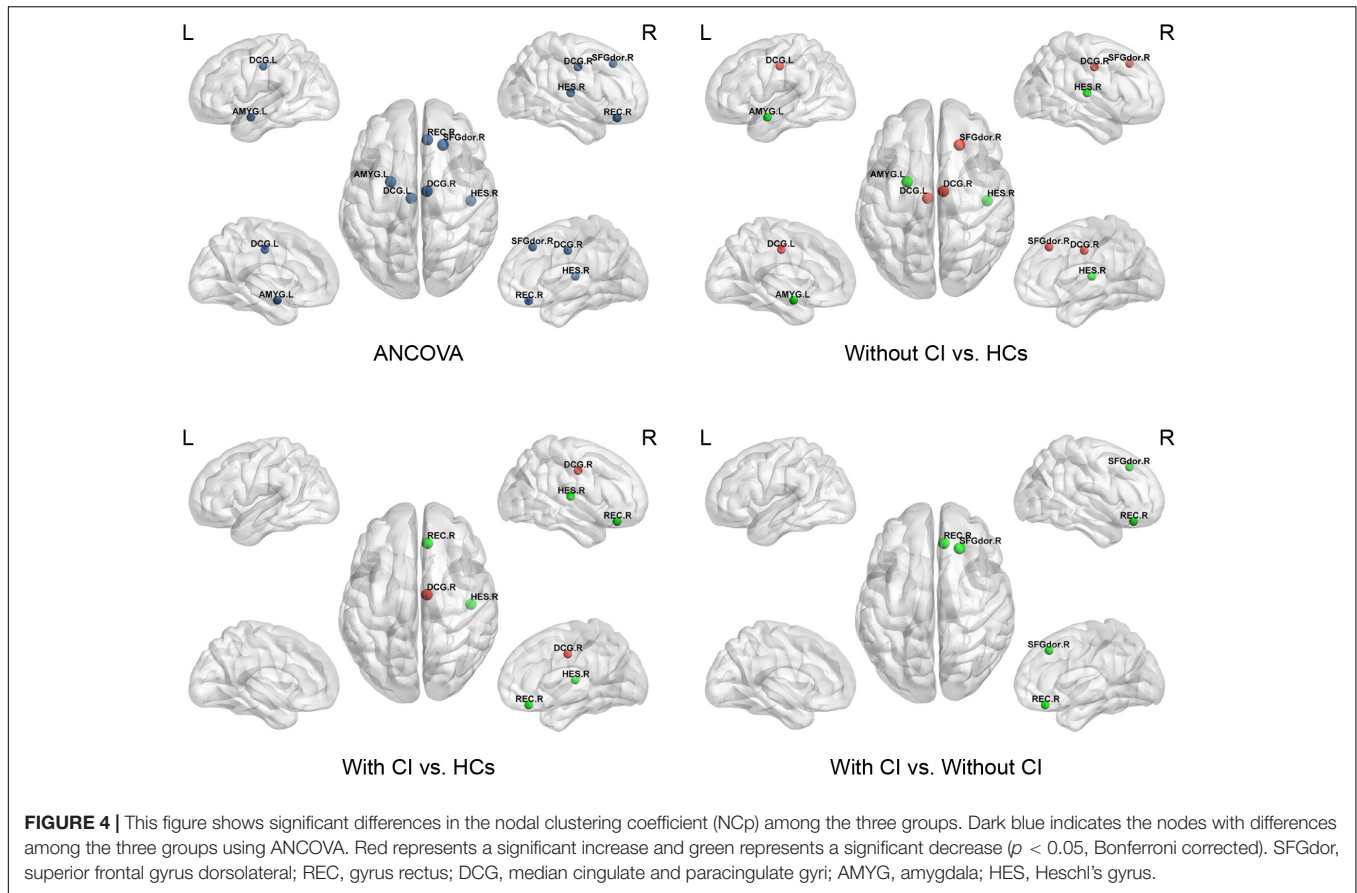 L
R
DCG.L
AMYG.L
DCG.R
SFGdor.R
HES.R
REC.R
REC.R
SFGdor.R
AMYG.L
DCG.L
DCG.R
HES.R
DCG.L
AMYG.L
SFGdor.R
DCG.R
HES.R
REC.R
ANCOVA
L
R
DCG.L
AMYG.L
DCG.R
SFGdor.R
HES.R
SFGdor.R
AMYG.L
DCG.L
DCG.R
HES.R
DCG.L
AMYG.L
SFGdor.R
DCG.R
HES.R
Without CI vs. HCs
L
R
DCG.R
HES.R
REC.R
REC.R
DCG.R
HES.R
DCG.R
HES.R
REC.R
With CI vs. HCs
L
R
SFGdor.R
REC.R
REC.R
SFGdor.R
SFGdor.R
REC.R
With CI vs. Without CI
FIGURE 4 | This figure shows significant differences in the nodal clustering coefficient (NCp) among the three groups. Dark blue indicates the nodes with differences
among the three groups using ANCOVA. Red represents a significant increase and green represents a significant decrease (p < 0.05, Bonferroni corrected). SFGdor,
superior frontal gyrus dorsolateral; REC, gyrus rectus; DCG, median cingulate and paracingulate gyri; AMYG, amygdala; HES, Heschl's gyrus.